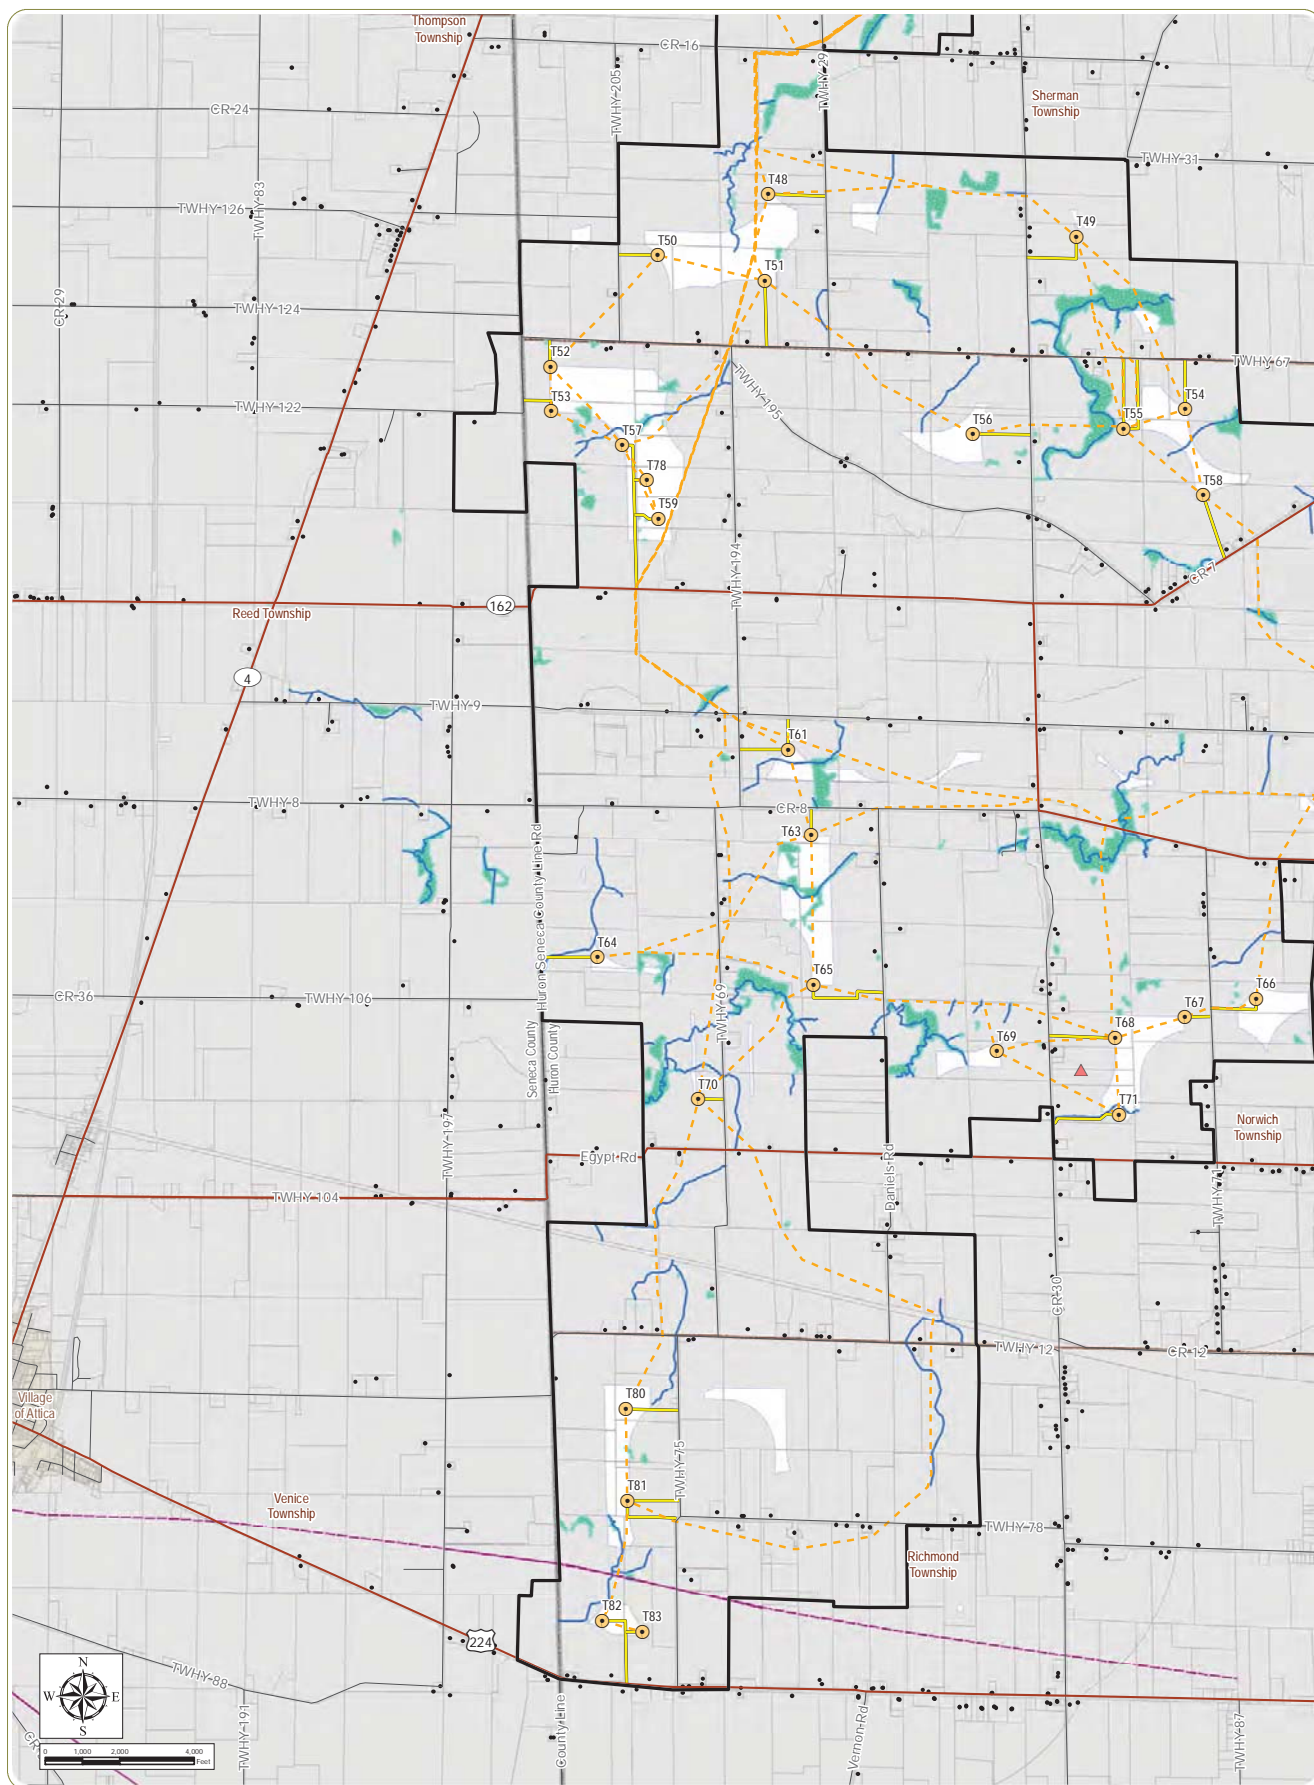 Thompson
Township
CR 16
TWHY 29
TWHY 205
CR 24
Sherman
Township
TWHY 31
T48
TWHY 83
TWHY 126
T49
T50
T51
CR 29
TWHY 124
T52
TWHY 67
TWHY 195
T53
T54
TWHY 122
T55
T56
T57
T78
T58
T59
TWHY 194
CR 7
162
Reed Township
4
TWHY 9
T61
TWHY 8
CR 8
T63
Huron Seneca County Line Rd
T64
T65
CR 36
TWHY 106
T66
TWHY 69
T67
T68
T69
Seneca County
Huron County
T70
T71
TWHY 197
Norwich
Township
Egypt Rd
Daniels Rd
TWHY 71
TWHY 104
CR 30
TWHY 12
CR 12
Village
of Attica
T80
TWHY 75
T81
Venice
Township
TWHY 78
Richmond
Township
T82
T83
224
TWHY 88
N
W
E
S
CR
TWHY 191
County Line
Vernon Rd
TWHY 87
0 1,000 2,000 4,000
Feet